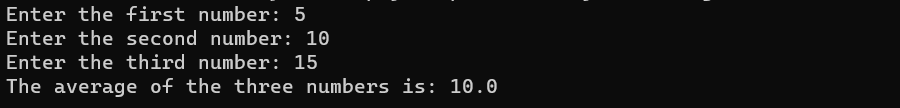 Enter the first number: 5
Enter the second number: 10
Enter the third number: 15
The average of the three numbers is: 10.0